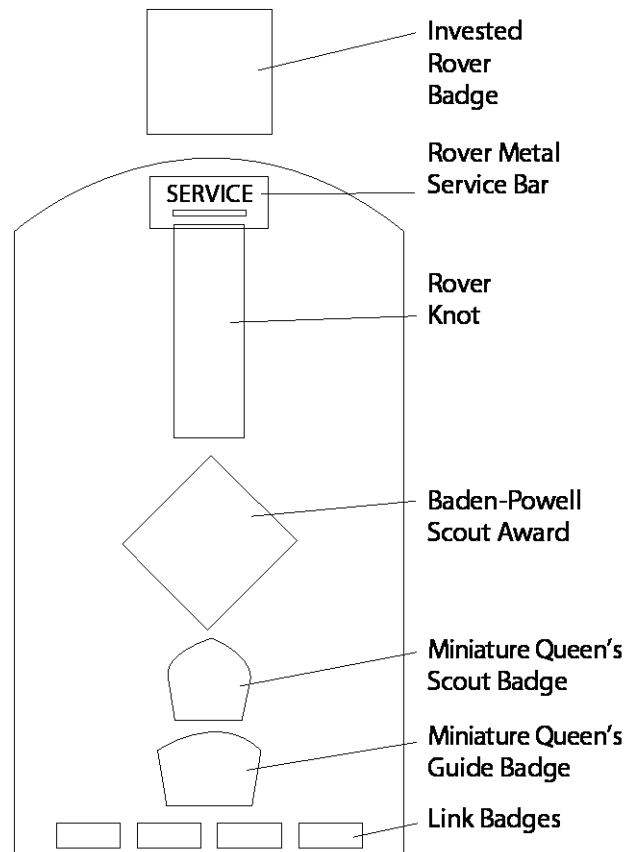 Invested
Rover
Badge
Rover Metal
Service Bar
SERVICE
Rover
Knot
Baden-Powell
Scout Award
Miniature Queen's
Scout Badge
Miniature Queen's
Guide Badge
Link Badges